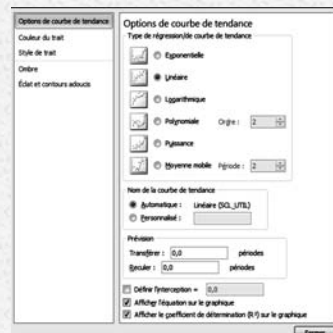 Options de courbe de tendance
Couleur du trait
Style de trait
Ombre
Éclat et contours adoucis
Options de courbe de tendance
Type de régression/de courbe de tendance
Exponentielle
Linéaire
Logarithmique
Polynomiale Ordre : 2
Puissance
Moyenne mobile Période : 2
Nom de la courbe de tendance
Automatique : Linéaire (SCL_UTIL)
Personnalisé :
Prévision
Transférer : 0,0 périodes
Reculer : 0,0 périodes
Définir l'interception = 0,0
Afficher l'équation sur le graphique
Afficher le coefficient de détermination (R²) sur le graphique
Fermer